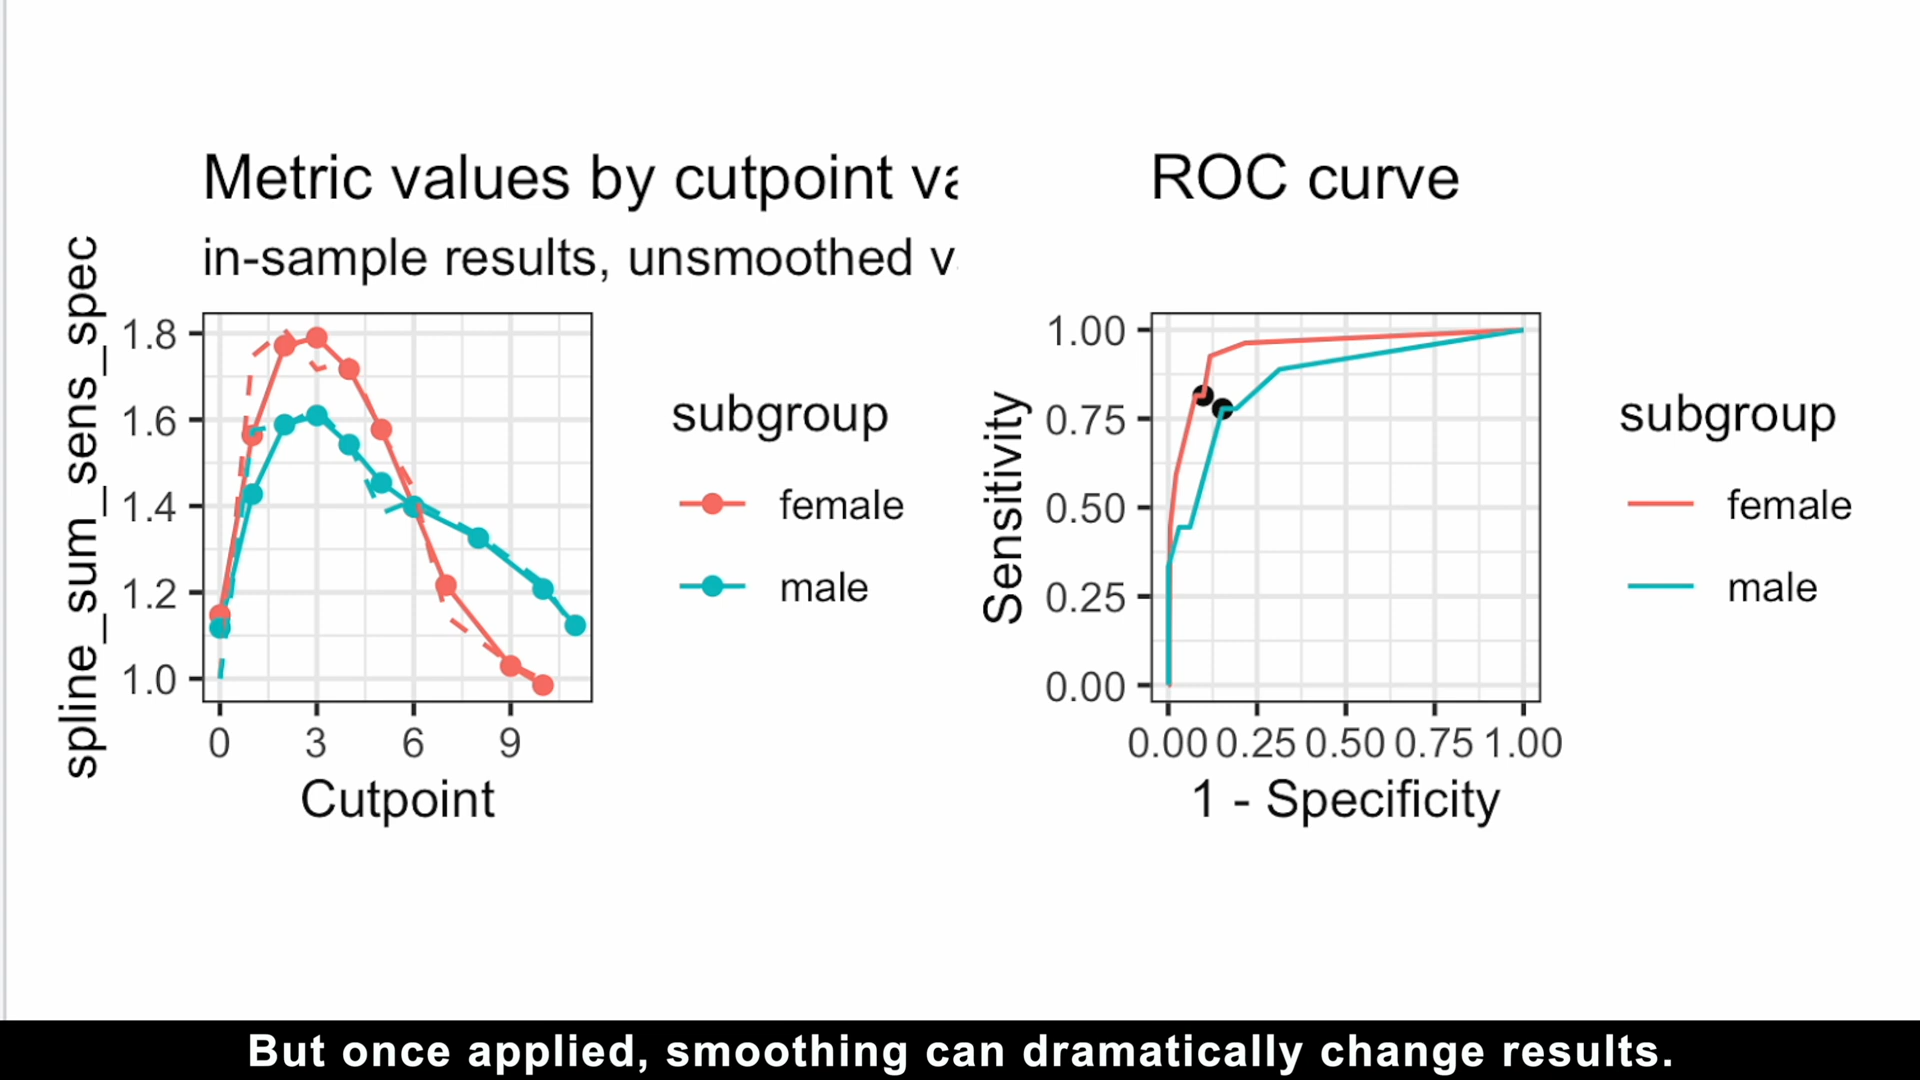 Metric values by cutpoint va
in-sample results, unsmoothed v
spline_sum_sens_spec
1.8
1.6
1.4
1.2
1.0
0 3 6 9
Cutpoint
subgroup
female
male
ROC curve
Sensitivity
1.00
0.75
0.50
0.25
0.00
0.00 0.25 0.50 0.75 1.00
1 - Specificity
subgroup
female
male
But once applied, smoothing can dramatically change results.